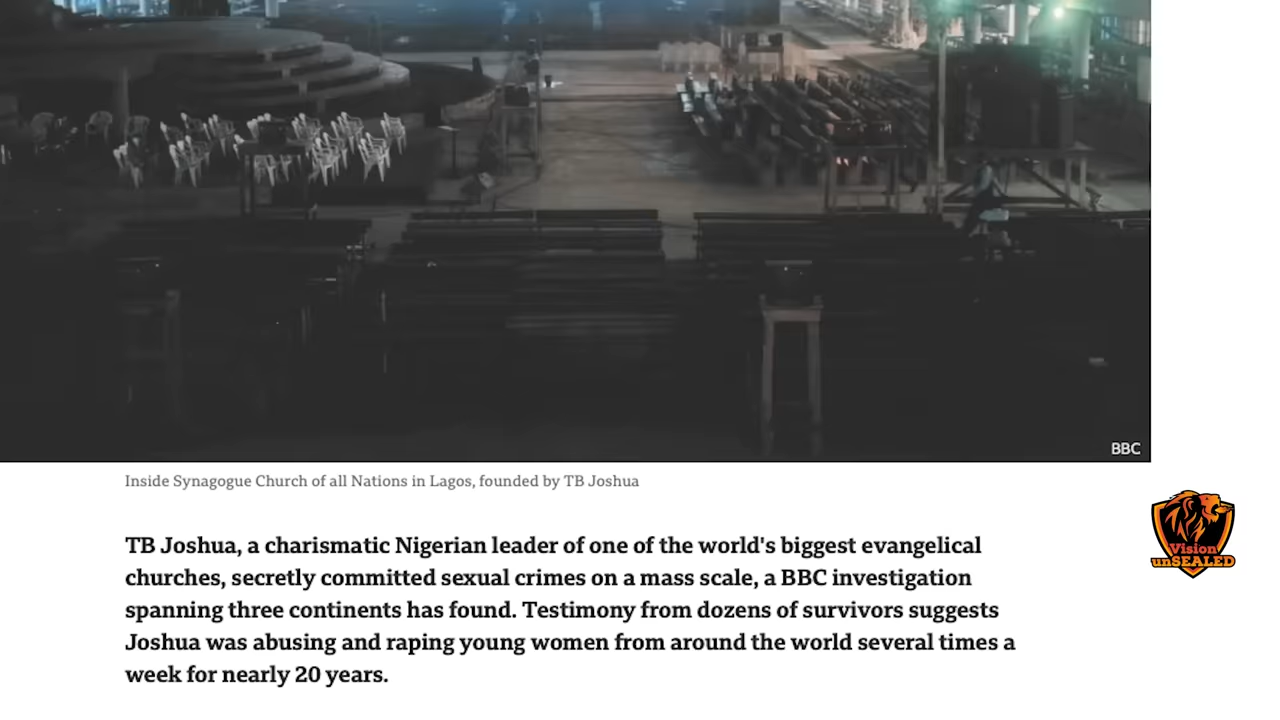 BBC
Inside Synagogue Church of all Nations in Lagos, founded by TB Joshua
Vision
unSEALED
TB Joshua, a charismatic Nigerian leader of one of the world's biggest evangelical
churches, secretly committed sexual crimes on a mass scale, a BBC investigation
spanning three continents has found. Testimony from dozens of survivors suggests
Joshua was abusing and raping young women from around the world several times a
week for nearly 20 years.